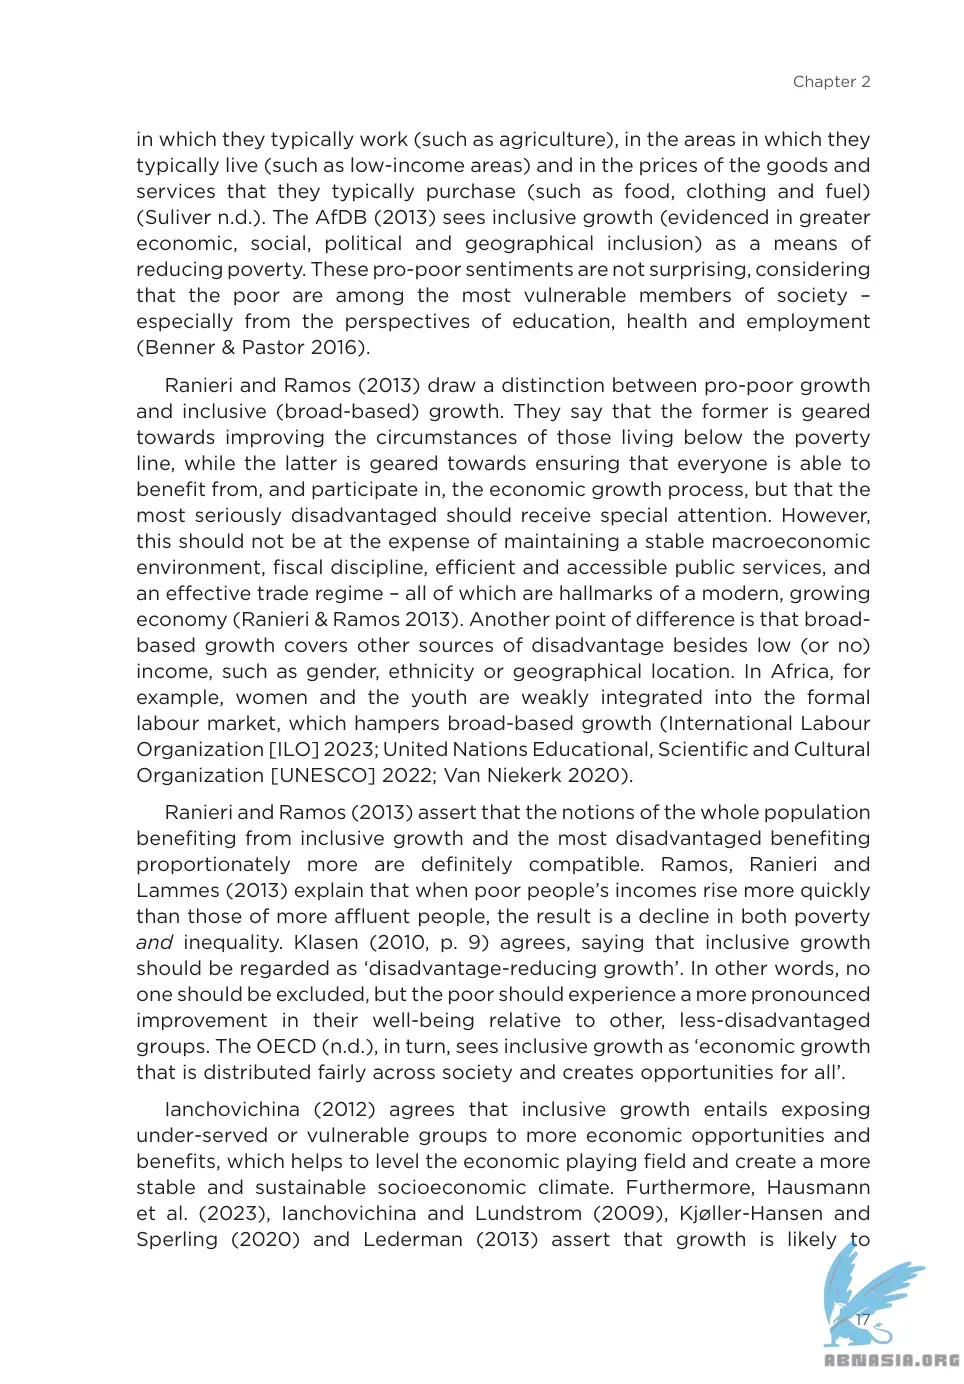 Chapter 2
in which they typically work (such as agriculture), in the areas in which they
typically live (such as low-income areas) and in the prices of the goods and
services that they typically purchase (such as food, clothing and fuel)
(Suliver n.d.). The AfDB (2013) sees inclusive growth (evidenced in greater
economic, social, political and geographical inclusion) as a means of
reducing poverty. These pro-poor sentiments are not surprising, considering
that the poor are among the most vulnerable members of society –
especially from the perspectives of education, health and employment
(Benner & Pastor 2016).
Ranieri and Ramos (2013) draw a distinction between pro-poor growth
and inclusive (broad-based) growth. They say that the former is geared
towards improving the circumstances of those living below the poverty
line, while the latter is geared towards ensuring that everyone is able to
benefit from, and participate in, the economic growth process, but that the
most seriously disadvantaged should receive special attention. However,
this should not be at the expense of maintaining a stable macroeconomic
environment, fiscal discipline, efficient and accessible public services, and
an effective trade regime – all of which are hallmarks of a modern, growing
economy (Ranieri & Ramos 2013). Another point of difference is that broad-
based growth covers other sources of disadvantage besides low (or no)
income, such as gender, ethnicity or geographical location. In Africa, for
example, women and the youth are weakly integrated into the formal
labour market, which hampers broad-based growth (International Labour
Organization [ILO] 2023; United Nations Educational, Scientific and Cultural
Organization [UNESCO] 2022; Van Niekerk 2020).
Ranieri and Ramos (2013) assert that the notions of the whole population
benefiting from inclusive growth and the most disadvantaged benefiting
proportionately more are definitely compatible. Ramos, Ranieri and
Lammes (2013) explain that when poor people’s incomes rise more quickly
than those of more affluent people, the result is a decline in both poverty
and inequality. Klasen (2010, p. 9) agrees, saying that inclusive growth
should be regarded as ‘disadvantage-reducing growth’. In other words, no
one should be excluded, but the poor should experience a more pronounced
improvement in their well-being relative to other, less-disadvantaged
groups. The OECD (n.d.), in turn, sees inclusive growth as ‘economic growth
that is distributed fairly across society and creates opportunities for all’.
Ianchovichina (2012) agrees that inclusive growth entails exposing
under-served or vulnerable groups to more economic opportunities and
benefits, which helps to level the economic playing field and create a more
stable and sustainable socioeconomic climate. Furthermore, Hausmann
et al. (2023), Ianchovichina and Lundstrom (2009), Kjøller-Hansen and
Sperling (2020) and Lederman (2013) assert that growth is likely to
17
ABNASIA.ORG